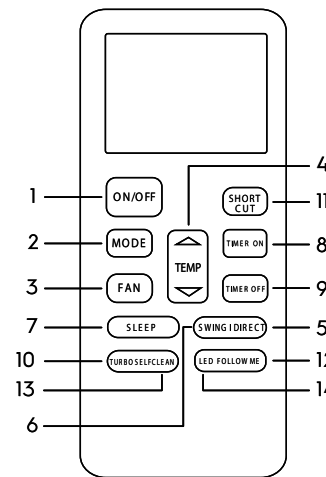 4
1
ON/OFF
SHORT
CUT
11
2
MODE
TEMP
TIMER ON
8
3
FAN
TIMER OFF
9
7
SLEEP
SWING | DIRECT
5
10
TURBO SELFCLEAN
LED FOLLOW ME
12
13
14
6